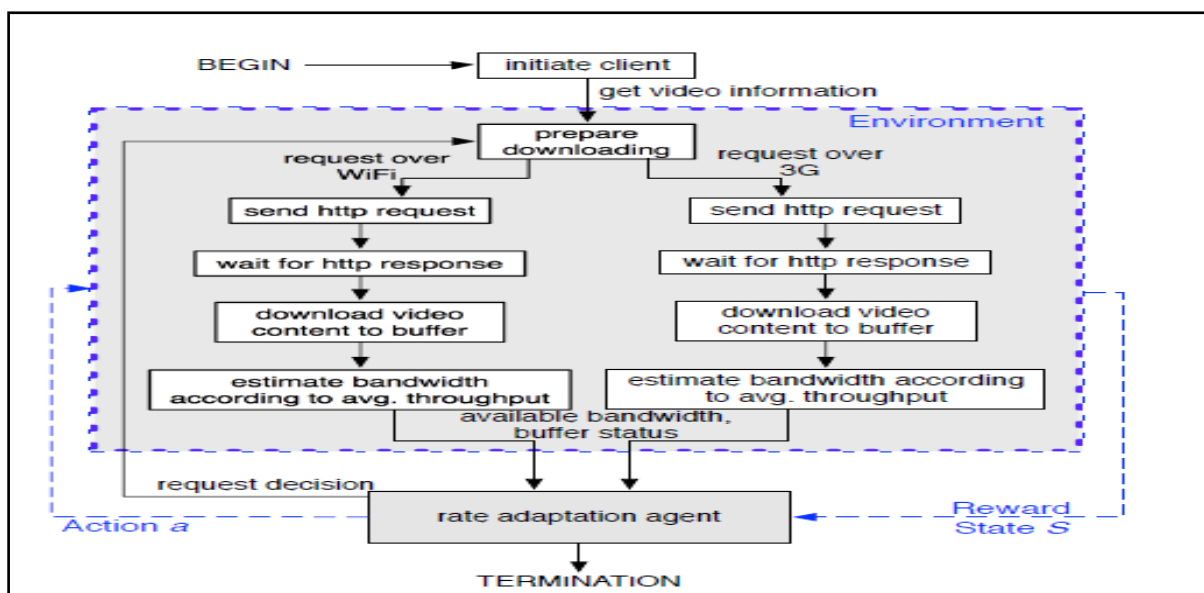 BEGIN
initiate client
get video information
Environment
prepare
downloading
request over
WiFi
request over
3G
send http request
send http request
wait for http response
wait for http response
download video
content to buffer
download video
content to buffer
estimate bandwidth
according to avg. throughput
estimate bandwidth according
to avg. throughput
available bandwidth,
buffer status
request decision
rate adaptation agent
Action a
Reward
State S
TERMINATION